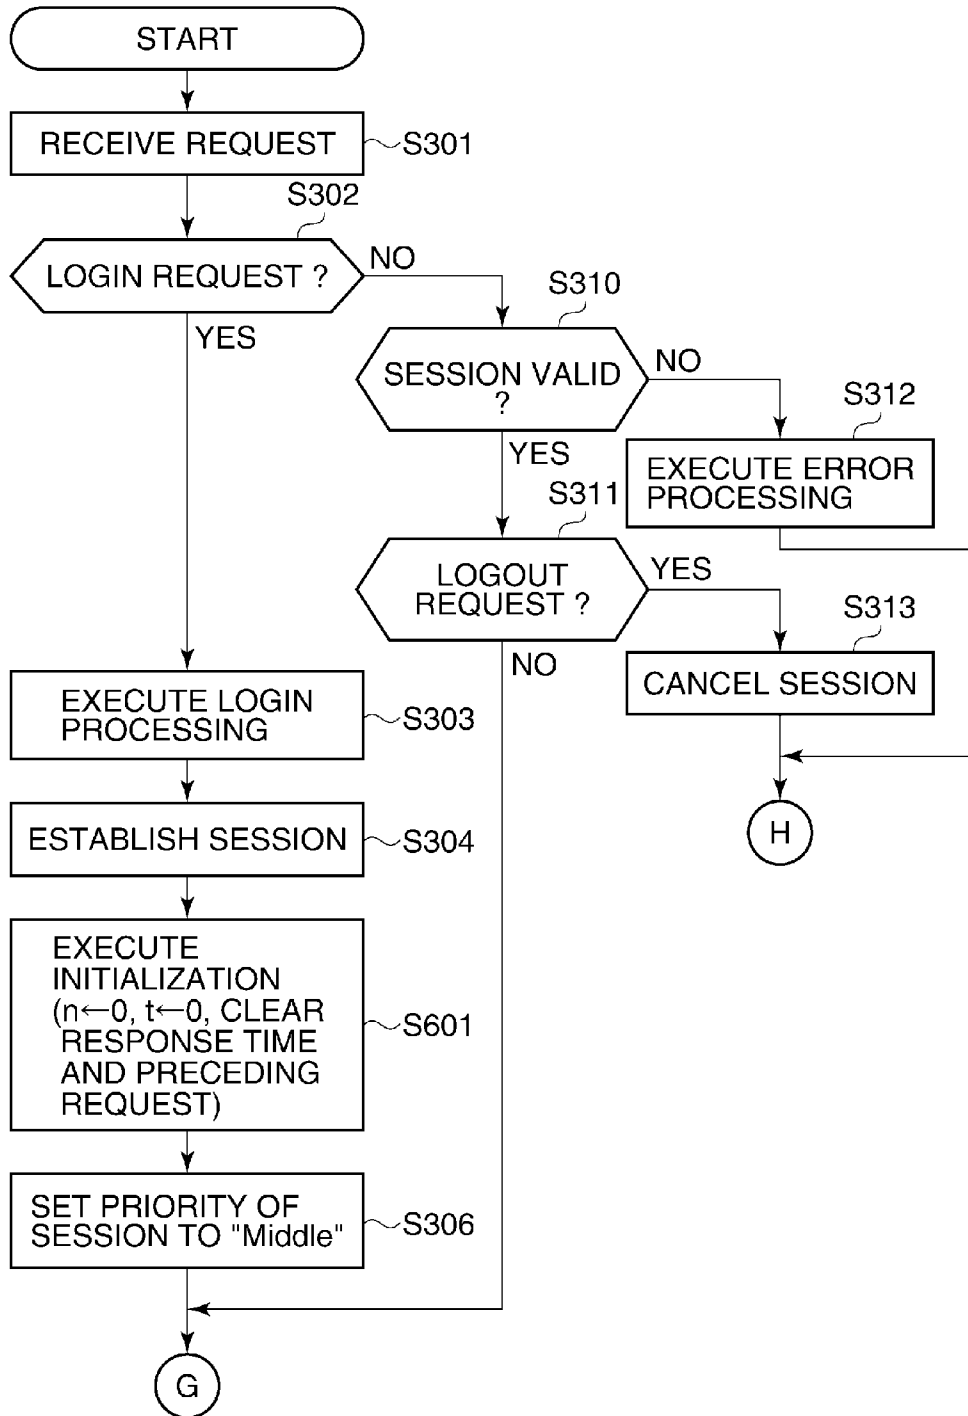 START
RECEIVE REQUEST
S301
S302
LOGIN REQUEST ?
NO
YES
S310
SESSION VALID
?
NO
YES
S312
EXECUTE ERROR
PROCESSING
S311
LOGOUT
REQUEST ?
YES
NO
S313
CANCEL SESSION
H
EXECUTE LOGIN
PROCESSING
S303
ESTABLISH SESSION
S304
EXECUTE
INITIALIZATION
(n←0, t←0, CLEAR
RESPONSE TIME
AND PRECEDING
REQUEST)
S601
SET PRIORITY OF
SESSION TO "Middle"
S306
G